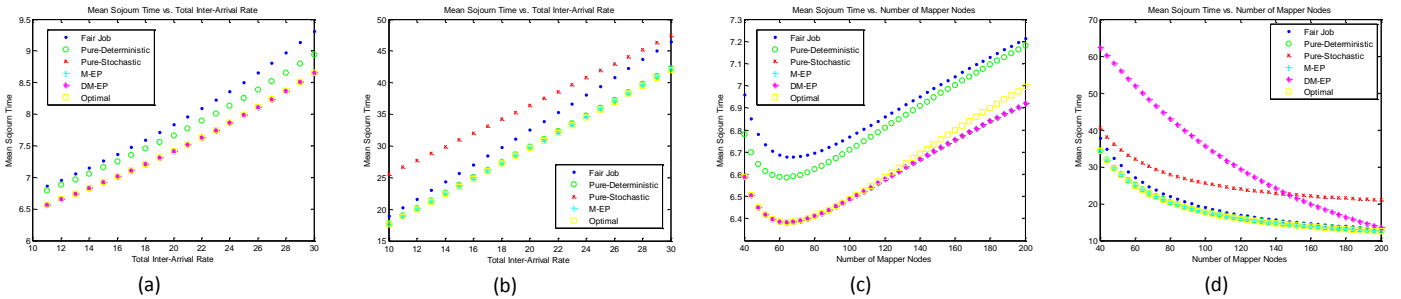 Mean Sojourn Time vs. Total Inter-Arrival Rate
9.5
9
8.5
8
7.5
7
6.5
6
Mean Sojourn Time
Fair Job
Pure-Deterministic
Pure-Stochastic
M-EP
DM-EP
Optimal
10 12 14 16 18 20 22 24 26 28 30
Total Inter-Arrival Rate
(a)
Mean Sojourn Time vs. Total Inter-Arrival Rate
50
45
40
35
30
25
20
15
Mean Sojourn Time
Fair Job
Pure-Deterministic
Pure-Stochastic
M-EP
Optimal
10 12 14 16 18 20 22 24 26 28 30
Total Inter-Arrival Rate
(b)
Mean Sojourn Time vs. Number of Mapper Nodes
7.3
7.2
7.1
7
6.9
6.8
6.7
6.6
6.5
6.4
Mean Sojourn Time
Fair Job
Pure-Deterministic
Pure-Stochastic
M-EP
DM-EP
Optimal
40 60 80 100 120 140 160 180 200
Number of Mapper Nodes
(c)
Mean Sojourn Time vs. Number of Mapper Nodes
70
60
50
40
30
20
10
Mean Sojourn Time
Fair Job
Pure-Deterministic
Pure-Stochastic
M-EP
DM-EP
Optimal
40 60 80 100 120 140 160 180 200
Number of Mapper Nodes
(d)